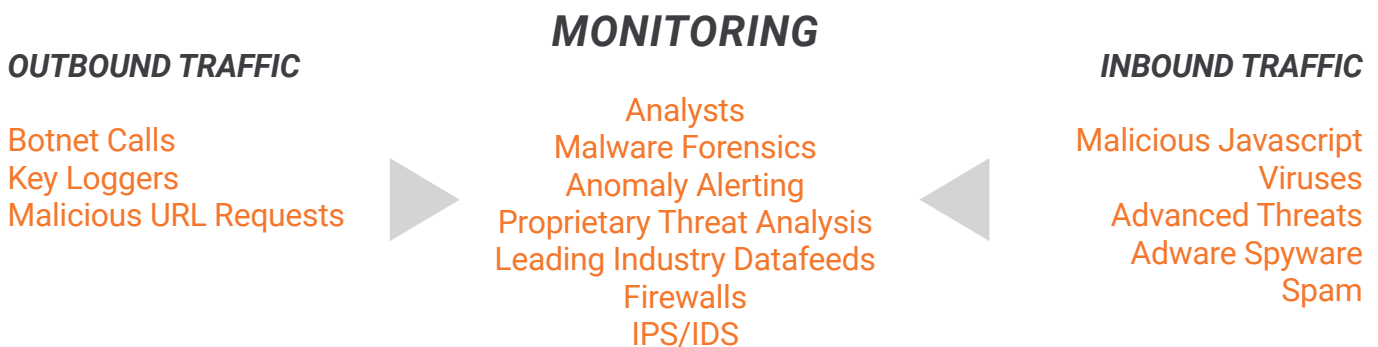 MONITORING
OUTBOUND TRAFFIC
Botnet Calls
Key Loggers
Malicious URL Requests
Analysts
Malware Forensics
Anomaly Alerting
Proprietary Threat Analysis
Leading Industry Datafeeds
Firewalls
IPS/IDS
INBOUND TRAFFIC
Malicious Javascript
Viruses
Advanced Threats
Adware Spyware
Spam